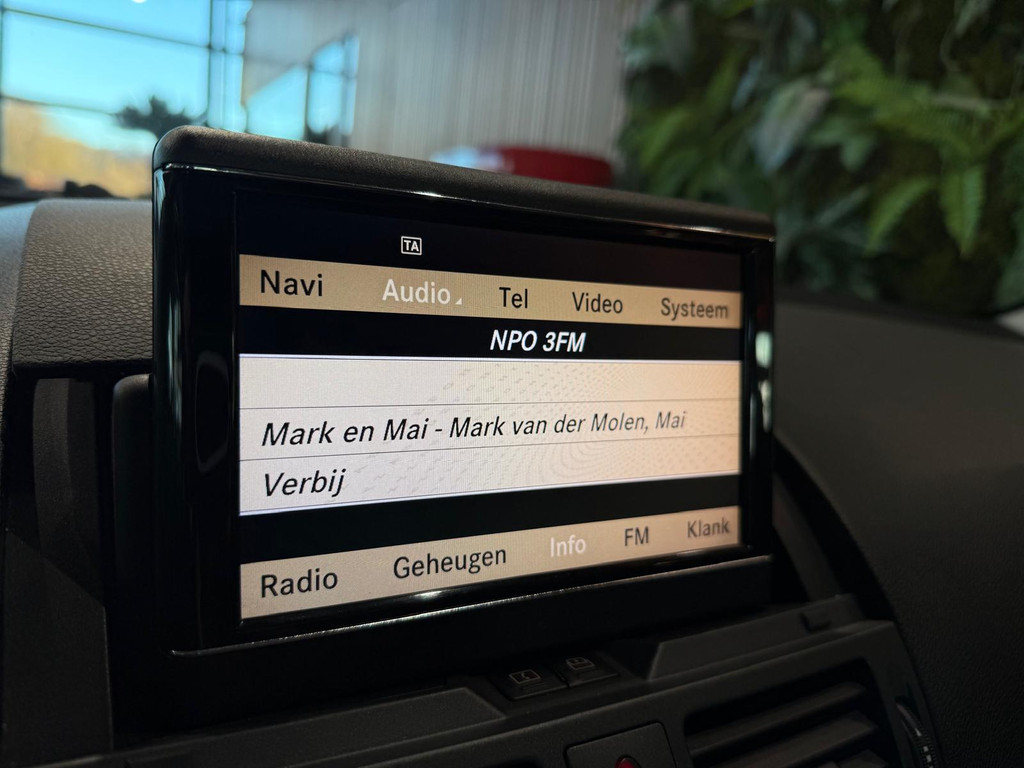 TA
Navi Audio Tel Video Systeem
NPO 3FM
Mark en Mai - Mark van der Molen, Mai
Verbij
Radio Geheugen Info FM Klank